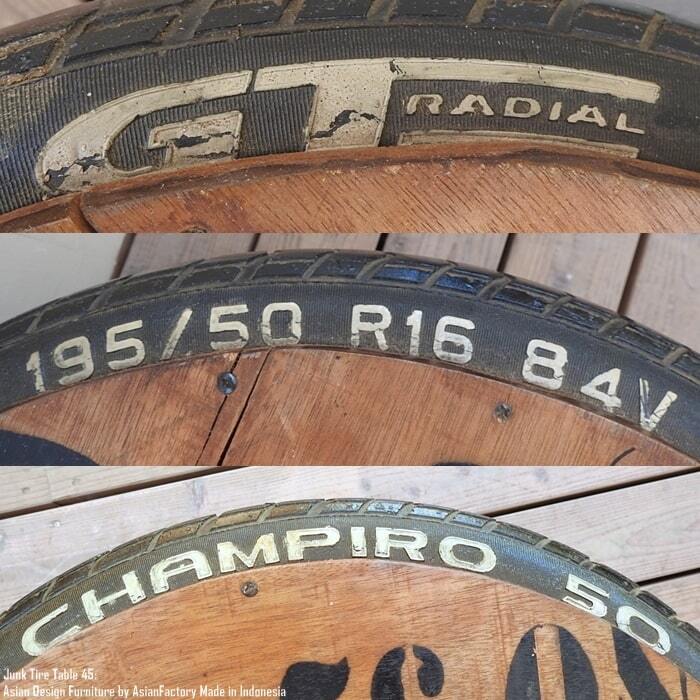 GT RADIAL
195/50 R16 84V
CHAMPIRO 50
Junk Tire Table 45:
Asian Design Furniture by AsianFactory Made in Indonesia